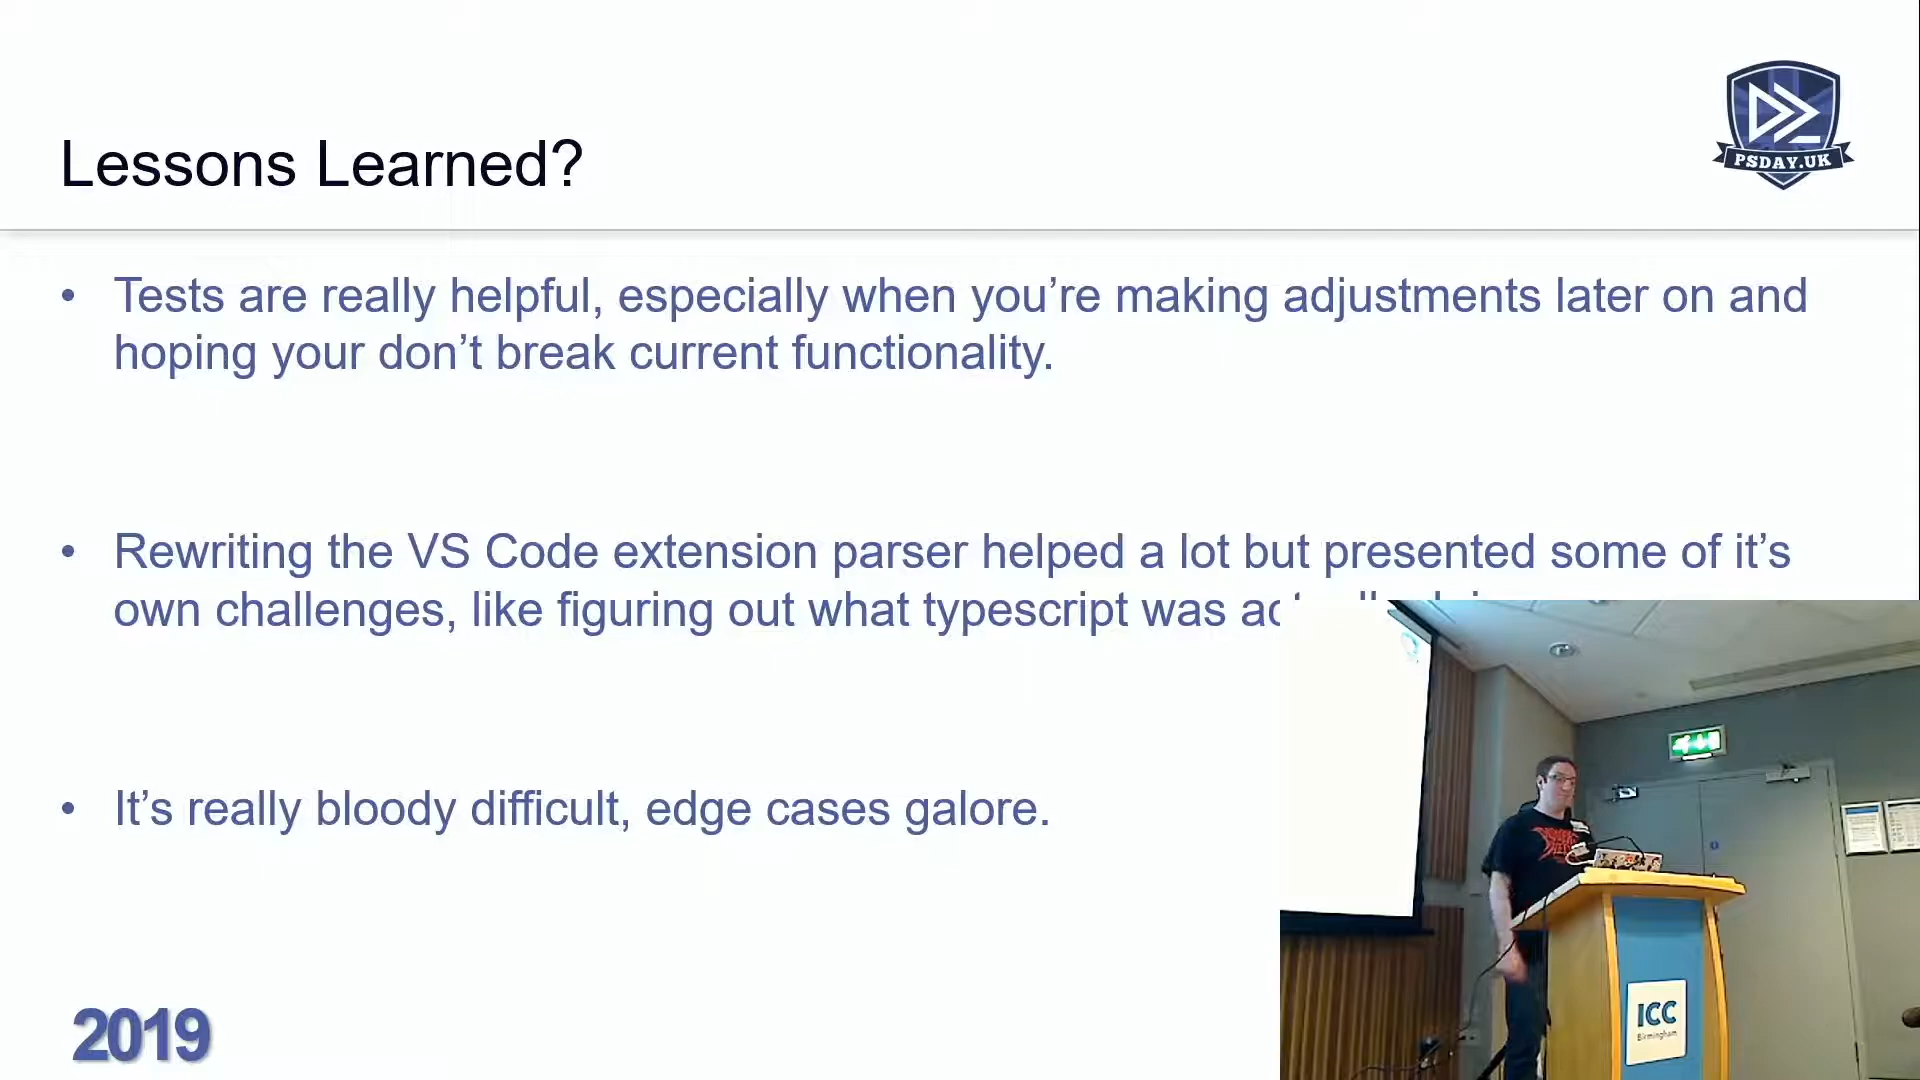 Lessons Learned?
PSDAY.UK
• Tests are really helpful, especially when you’re making adjustments later on and
hoping your don’t break current functionality.
• Rewriting the VS Code extension parser helped a lot but presented some of it’s
own challenges, like figuring out what typescript was
• It’s really bloody difficult, edge cases galore.
2019
ICC
Birmingham